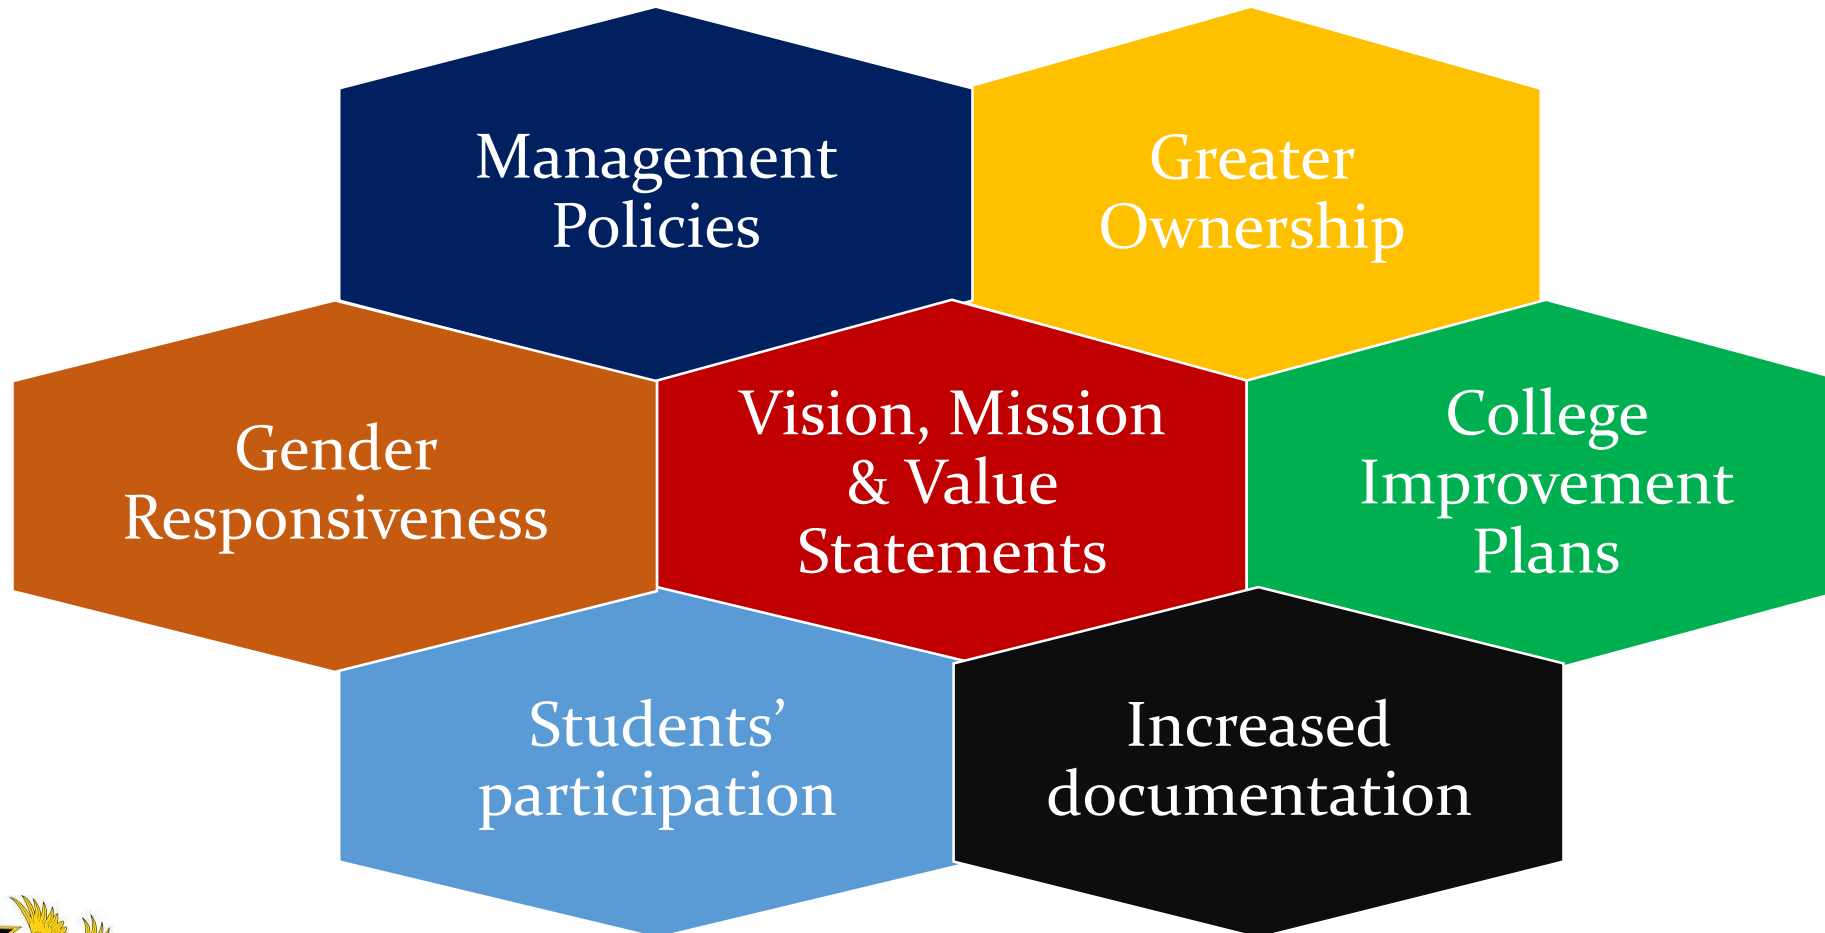 Management
Policies
Greater
Ownership
Gender
Responsiveness
Vision, Mission
& Value
Statements
College
Improvement
Plans
Students’
participation
Increased
documentation